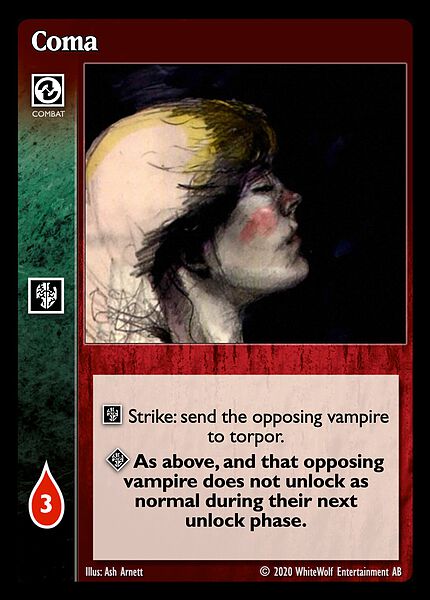 Coma
COMBAT
Strike: send the opposing vampire
to torpor.
As above, and that opposing
vampire does not unlock as
normal during their next
unlock phase.
3
Illus: Ash Arnett © 2020 WhiteWolf Entertainment AB